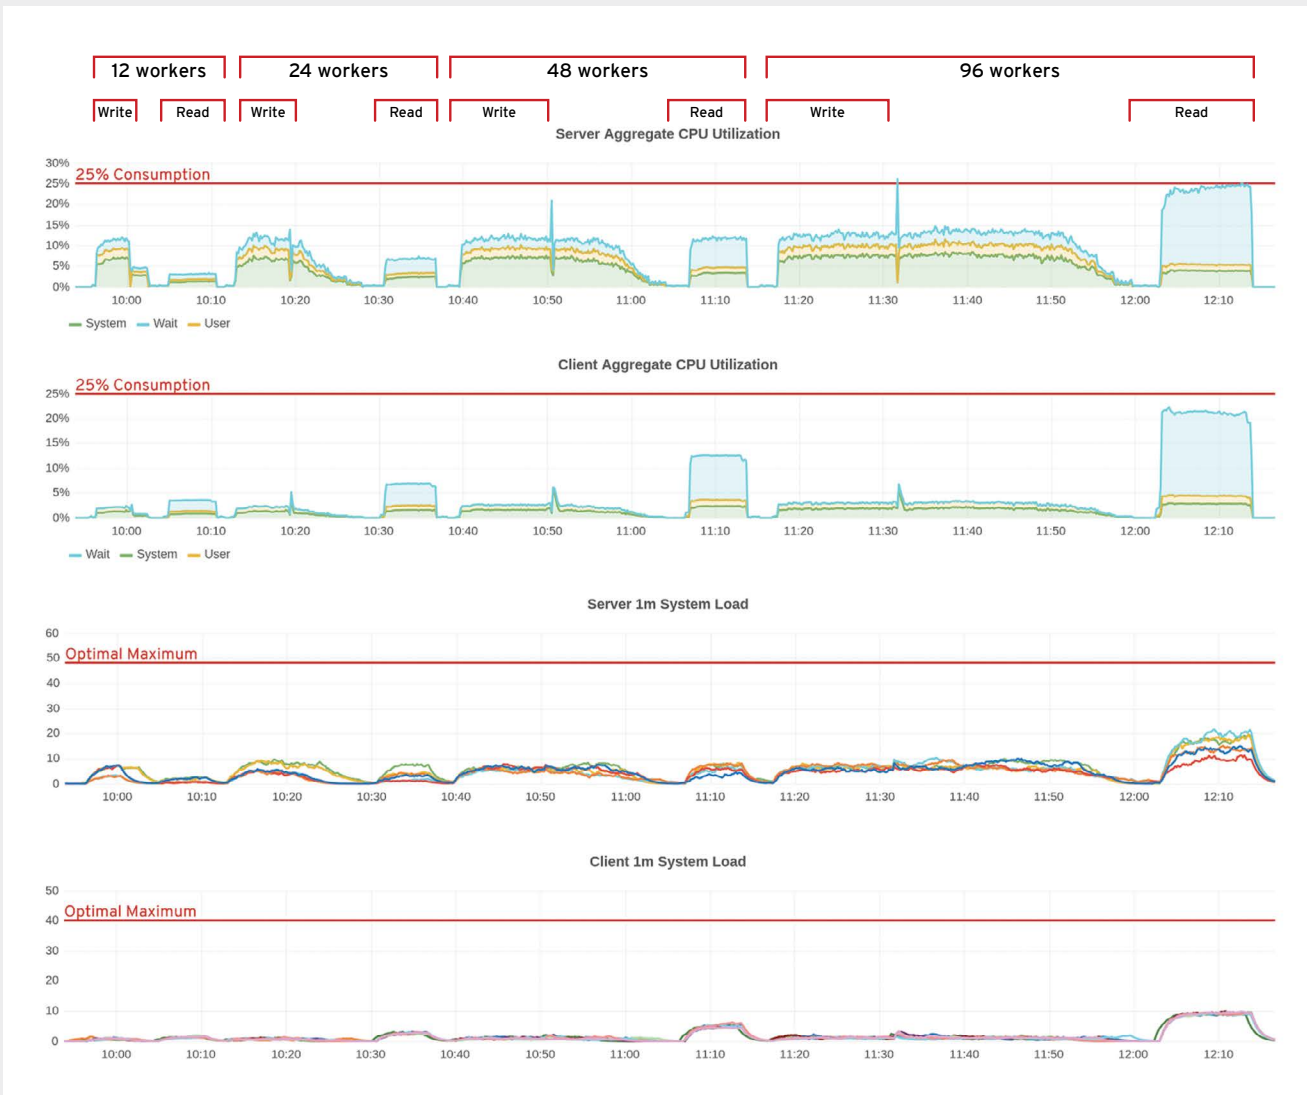 12 workers 24 workers 48 workers 96 workers
Write Read Write Read Write Read Write Read
Server Aggregate CPU Utilization
30%
25% Consumption
25%
20%
15%
10%
5%
0%
10:00 10:10 10:20 10:30 10:40 10:50 11:00 11:10 11:20 11:30 11:40 11:50 12:00 12:10
System Wait User
Client Aggregate CPU Utilization
25% Consumption
25%
20%
15%
10%
5%
0%
10:00 10:10 10:20 10:30 10:40 10:50 11:00 11:10 11:20 11:30 11:40 11:50 12:00 12:10
Wait System User
Server 1m System Load
60
50 Optimal Maximum
40
30
20
10
0
10:00 10:10 10:20 10:30 10:40 10:50 11:00 11:10 11:20 11:30 11:40 11:50 12:00 12:10
Client 1m System Load
50
Optimal Maximum
40
30
20
10
0
10:00 10:10 10:20 10:30 10:40 10:50 11:00 11:10 11:20 11:30 11:40 11:50 12:00 12:10